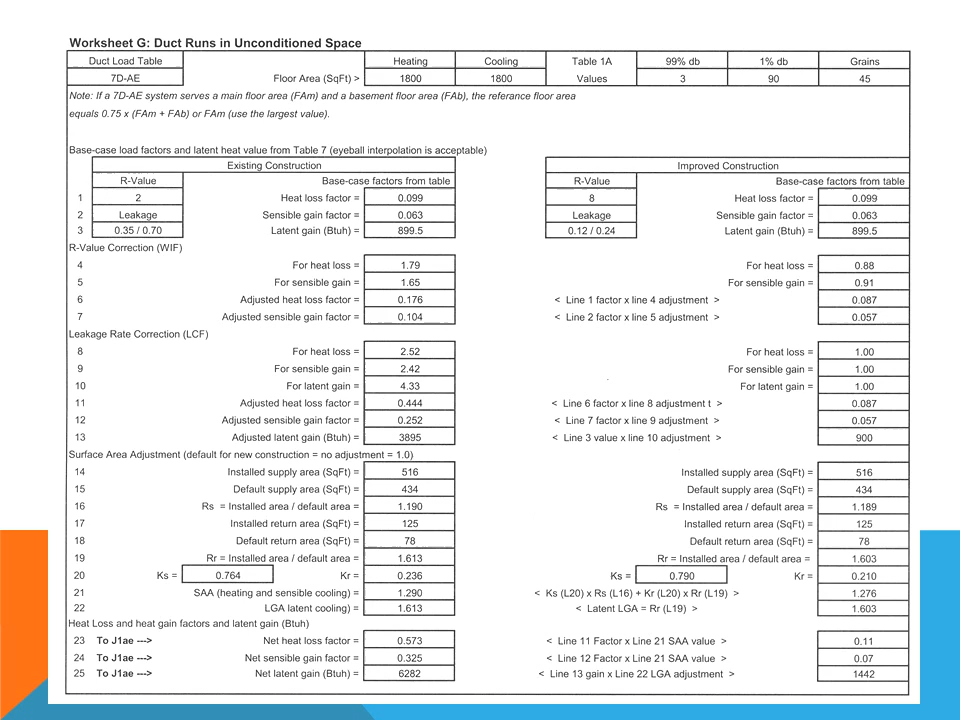 Worksheet G: Duct Runs in Unconditioned Space
Duct Load Table Heating Cooling Table 1A 99% db 1% db Grains
7D-AE Floor Area (SqFt) > 1800 1800 Values 3 90 45
Note: If a 7D-AE system serves a main floor area (FAm) and a basement floor area (FAb), the referance floor area
equals 0.75 x (FAm + FAb) or FAm (use the largest value).
Base-case load factors and latent heat value from Table 7 (eyeball interpolation is acceptable)
Existing Construction Improved Construction
R-Value Base-case factors from table R-Value Base-case factors from table
1 2 Heat loss factor = 0.099 8 Heat loss factor = 0.099
2 Leakage Sensible gain factor = 0.063 Leakage Sensible gain factor = 0.063
3 0.35 / 0.70 Latent gain (Btuh) = 899.5 0.12 / 0.24 Latent gain (Btuh) = 899.5
R-Value Correction (WIF)
4 For heat loss = 1.79 For heat loss = 0.88
5 For sensible gain = 1.65 For sensible gain = 0.91
6 Adjusted heat loss factor = 0.176 < Line 1 factor x line 4 adjustment > 0.087
7 Adjusted sensible gain factor = 0.104 < Line 2 factor x line 5 adjustment > 0.057
Leakage Rate Correction (LCF)
8 For heat loss = 2.52 For heat loss = 1.00
9 For sensible gain = 2.42 For sensible gain = 1.00
10 For latent gain = 4.33 For latent gain = 1.00
11 Adjusted heat loss factor = 0.444 < Line 6 factor x line 8 adjustment t > 0.087
12 Adjusted sensible gain factor = 0.252 < Line 7 factor x line 9 adjustment > 0.057
13 Adjusted latent gain (Btuh) = 3895 < Line 3 value x line 10 adjustment > 900
Surface Area Adjustment (default for new construction = no adjustment = 1.0)
14 Installed supply area (SqFt) = 516 Installed supply area (SqFt) = 516
15 Default supply area (SqFt) = 434 Default supply area (SqFt) = 434
16 Rs = Installed area / default area = 1.190 Rs = Installed area / default area = 1.189
17 Installed return area (SqFt) = 125 Installed return area (SqFt) = 125
18 Default return area (SqFt) = 78 Default return area (SqFt) = 78
19 Rr = Installed area / default area = 1.613 Rr = Installed area / default area = 1.603
20 Ks = 0.764 Kr = 0.236 Ks = 0.790 Kr = 0.210
21 SAA (heating and sensible cooling) = 1.290 < Ks (L20) x Rs (L16) + Kr (L20) x Rr (L19) > 1.276
22 LGA latent cooling) = 1.613 < Latent LGA = Rr (L19) > 1.603
Heat Loss and heat gain factors and latent gain (Btuh)
23 To J1ae ---> Net heat loss factor = 0.573 < Line 11 Factor x Line 21 SAA value > 0.11
24 To J1ae ---> Net sensible gain factor = 0.325 < Line 12 Factor x Line 21 SAA value > 0.07
25 To J1ae ---> Net latent gain (Btuh) = 6282 < Line 13 gain x Line 22 LGA adjustment > 1442